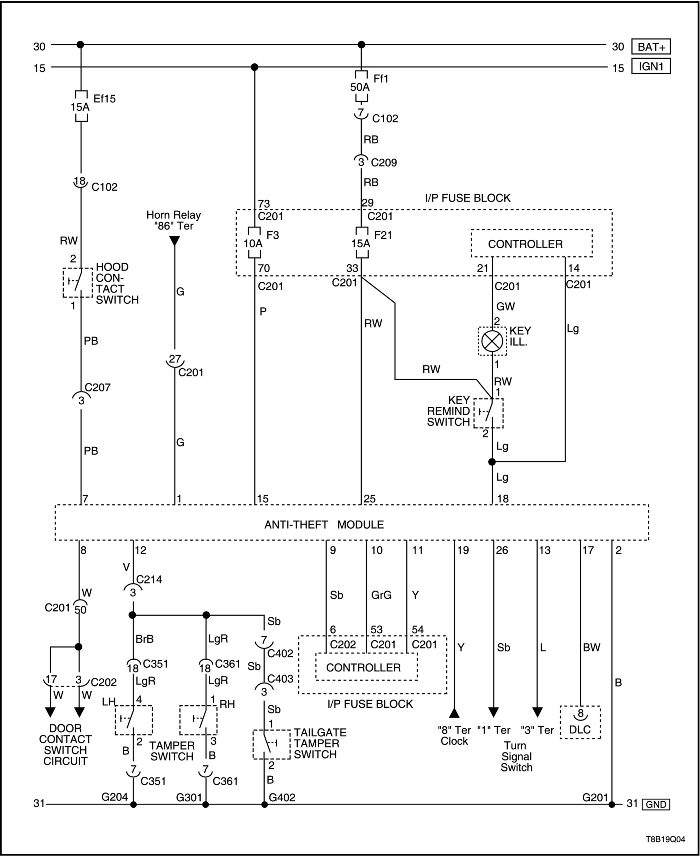 30 30 BAT+
15 15 IGN1
Ef15
15A
Ff1
50A
7 C102
RB
3 C209
RB
18 C102
RW
2
HOOD
CON-
TACT
SWITCH
1
PB
C207
3
PB
7
Horn Relay
"86" Ter
G
27
C201
G
1
73
C201
F3
10A
70
C201
P
15
29
C201
I/P FUSE BLOCK
F21
15A
33
C201
RW
25
RW
CONTROLLER
21 14
C201 C201
GW
2
KEY
ILL.
1
RW
1
KEY
REMIND
SWITCH
2
Lg
Lg
Lg
18
ANTI-THEFT MODULE
8 12 9 10 11 19 26 13 17 2
W
C201
50
17 3 C202
W W
DOOR
CONTACT
SWITCH
CIRCUIT
V
C214
3
BrB
C351
18
LgR
LH 4
2
B
7
C351
G204
LgR
C361
18
LgR
1 RH
3
B
7
C361
G301
TAMPER
SWITCH
Sb
7
C402
Sb
C403
3
Sb
1
TAILGATE
TAMPER
SWITCH
2
B
G402
Sb GrG Y
6 53 54
C202 C201 C201
CONTROLLER
I/P FUSE BLOCK
Y
"8" Ter
Clock
Sb
"1" Ter
L
"3" Ter
Turn
Signal
Switch
BW
8
DLC
B
G201
31 31 GND
T8B19Q04